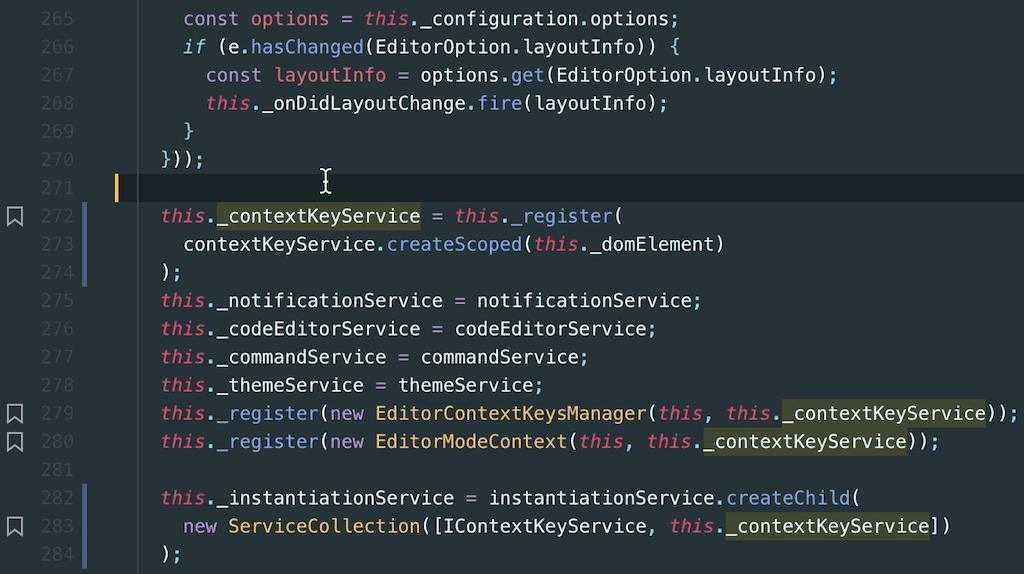 265 const options = this._configuration.options;
266 if (e.hasChanged(EditorOption.layoutInfo)) {
267 const layoutInfo = options.get(EditorOption.layoutInfo);
268 this._onDidLayoutChange.fire(layoutInfo);
269 }
270 }));
271
272 this._contextKeyService = this._register(
273 contextKeyService.createScoped(this._domElement)
274 );
275 this._notificationService = notificationService;
276 this._codeEditorService = codeEditorService;
277 this._commandService = commandService;
278 this._themeService = themeService;
279 this._register(new EditorContextKeysManager(this, this._contextKeyService));
280 this._register(new EditorModeContext(this, this._contextKeyService));
281
282 this._instantiationService = instantiationService.createChild(
283 new ServiceCollection([IContextKeyService, this._contextKeyService])
284 );